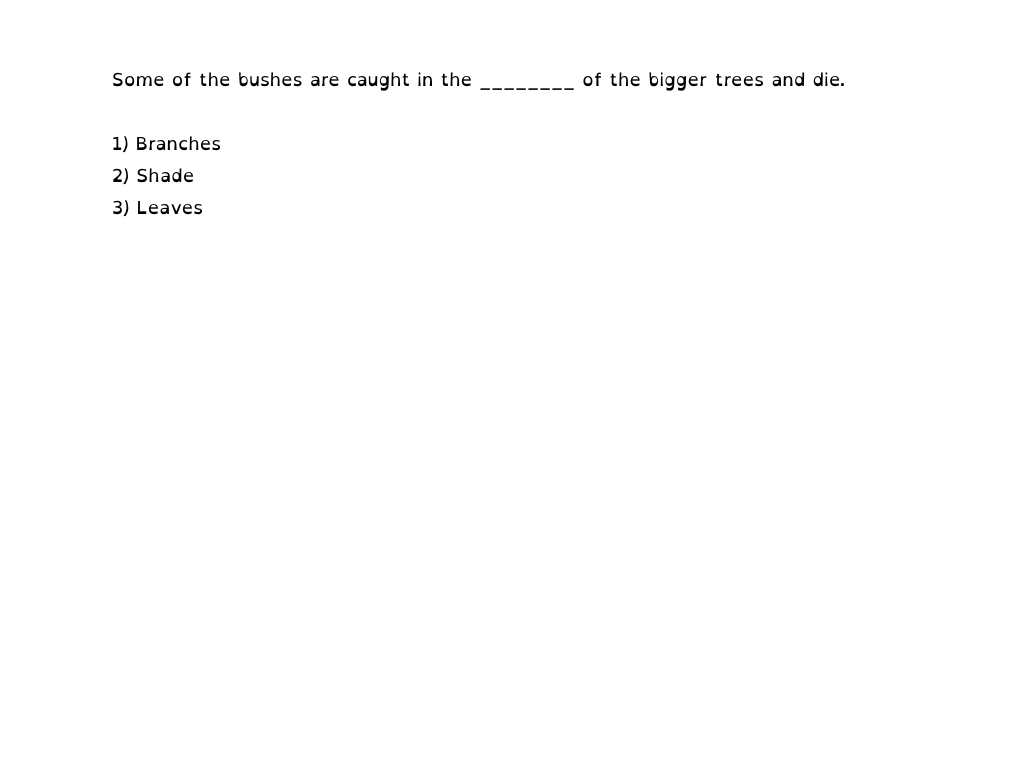 Some of the bushes are caught in the ________ of the bigger trees and die.
1) Branches
2) Shade
3) Leaves